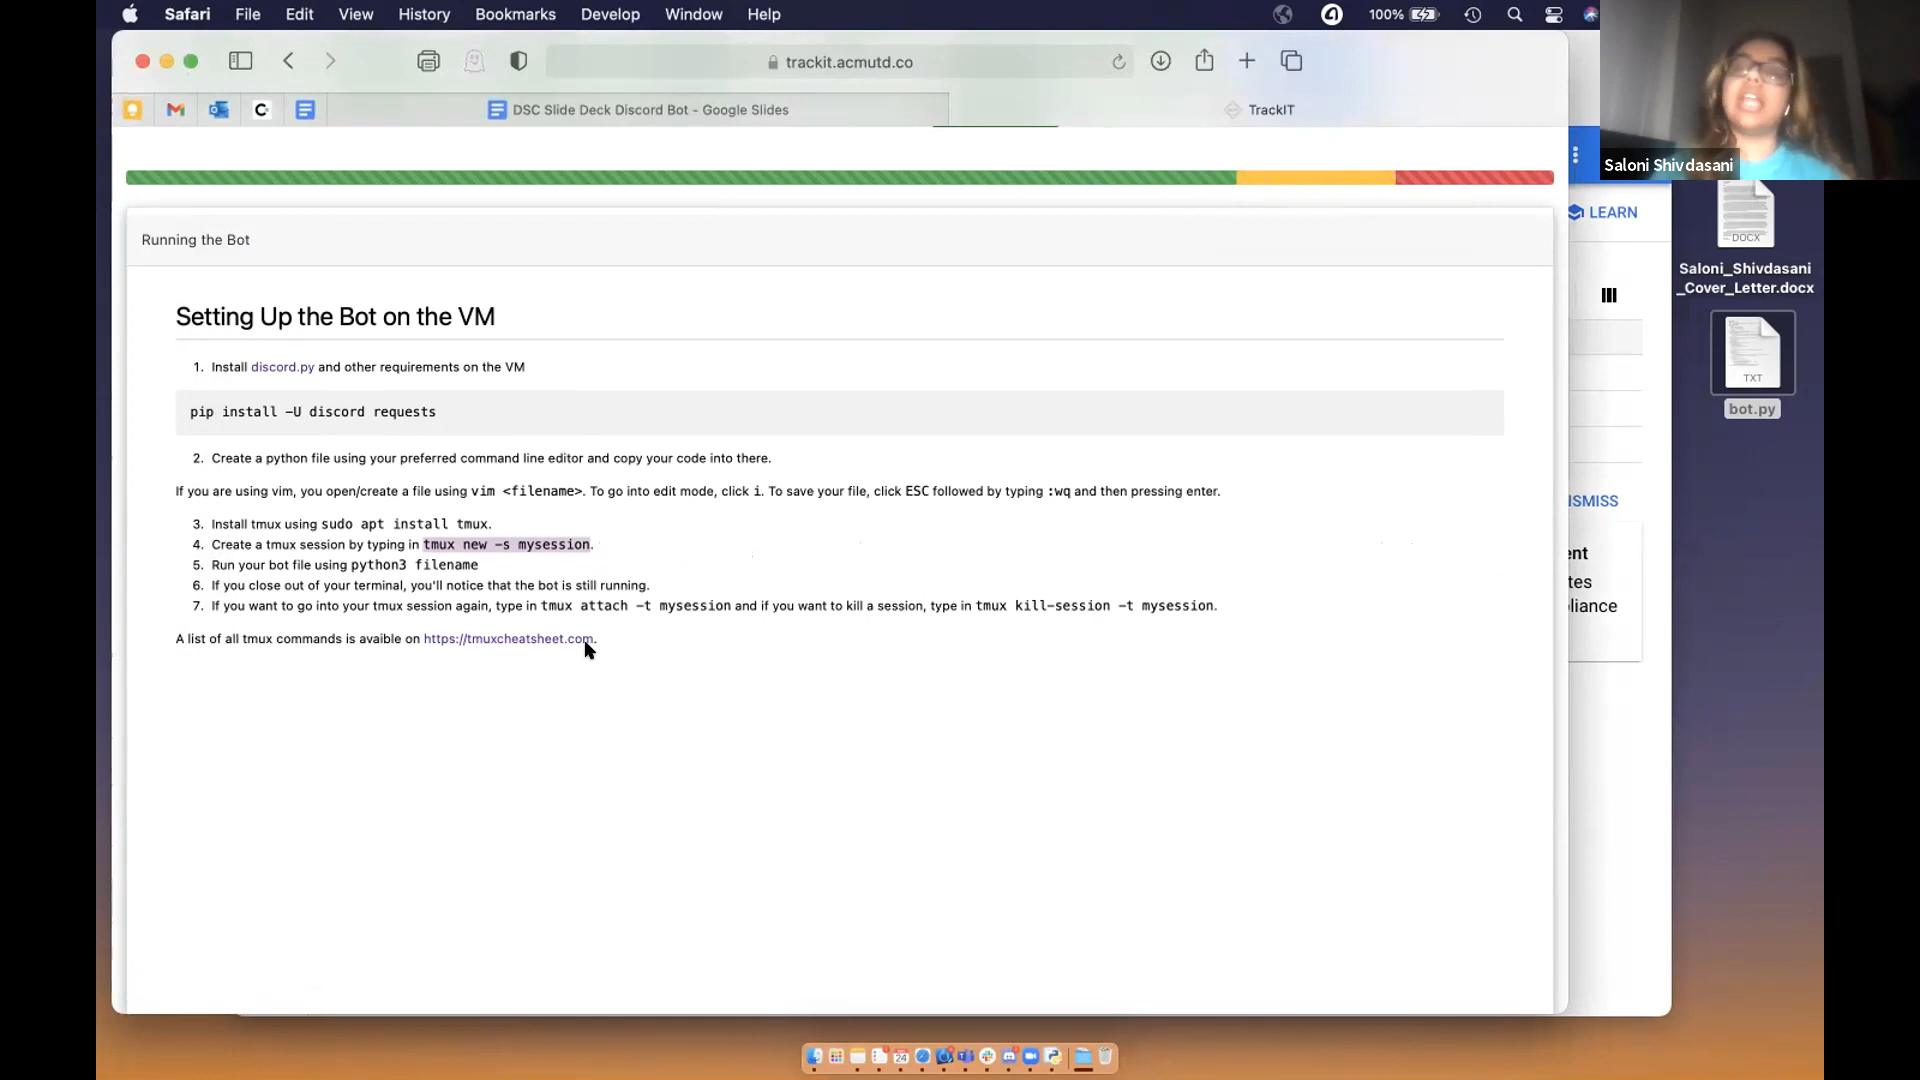 Safari File Edit View History Bookmarks Develop Window Help
100%
trackit.acmutd.co
DSC Slide Deck Discord Bot - Google Slides
TrackIT
Saloni Shivdasani
LEARN
Running the Bot
DOCX
Saloni_Shivdasani
_Cover_Letter.docx
Setting Up the Bot on the VM
1. Install discord.py and other requirements on the VM
TXT
bot.py
pip install -U discord requests
2. Create a python file using your preferred command line editor and copy your code into there.
If you are using vim, you open/create a file using vim <filename>. To go into edit mode, click i. To save your file, click ESC followed by typing :wq and then pressing enter.
ISMISS
3. Install tmux using sudo apt install tmux.
4. Create a tmux session by typing in tmux new -s mysession.
5. Run your bot file using python3 filename
6. If you close out of your terminal, you'll notice that the bot is still running.
7. If you want to go into your tmux session again, type in tmux attach -t mysession and if you want to kill a session, type in tmux kill-session -t mysession.
ent
tes
liance
A list of all tmux commands is avaible on https://tmuxcheatsheet.com.
24